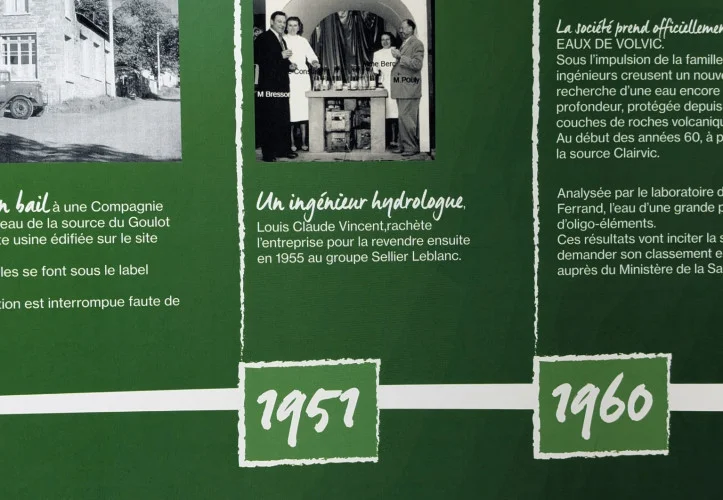 n bail à une Compagnie
eau de la source du Goulot
te usine édifiée sur le site
les se font sous le label
tion est interrompue faute de
M Bresson
M.Pouly
Un ingénieur hydrologue,
Louis Claude Vincent,rachète
l'entreprise pour la revendre ensuite
en 1955 au groupe Sellier Leblanc.
1951
La société prend officiellemen
EAUX DE VOLVIC.
Sous l'impulsion de la famille
ingénieurs creusent un nouve
recherche d'une eau encore
profondeur, protégée depuis
couches de roches volcaniqu
Au début des années 60, à p
la source Clairvic.
Analysée par le laboratoire d
Ferrand, l'eau d'une grande p
d'oligo-éléments.
Ces résultats vont inciter la s
demander son classement e
auprès du Ministère de la Sa
1960